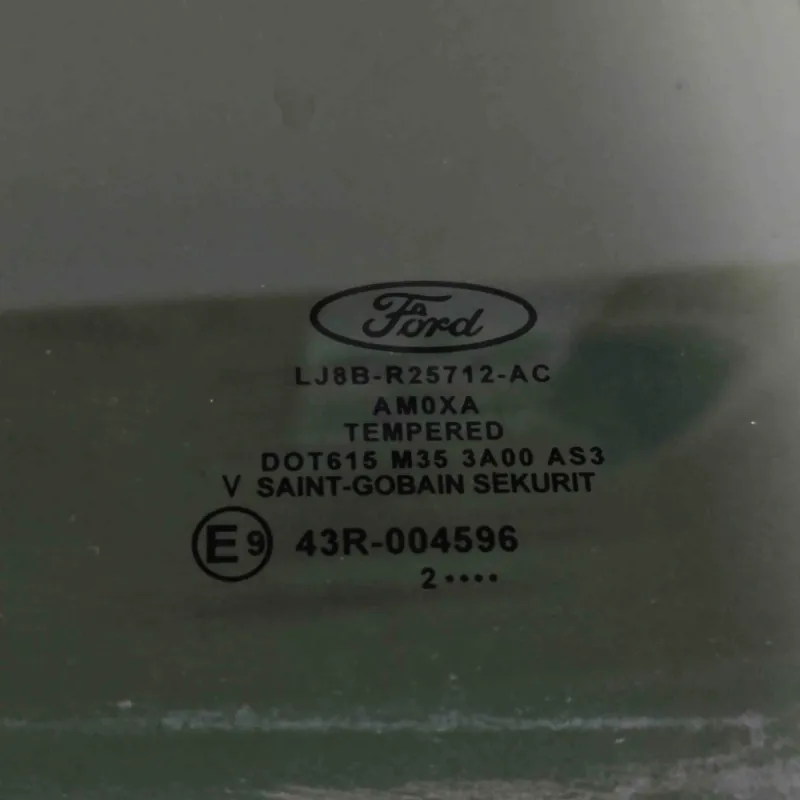 Ford
LJ8B-R25712-AC
AM0XA
TEMPERED
DOT615 M35 3A00 AS3
V SAINT-GOBAIN SEKURIT
E9 43R-004596
2••••